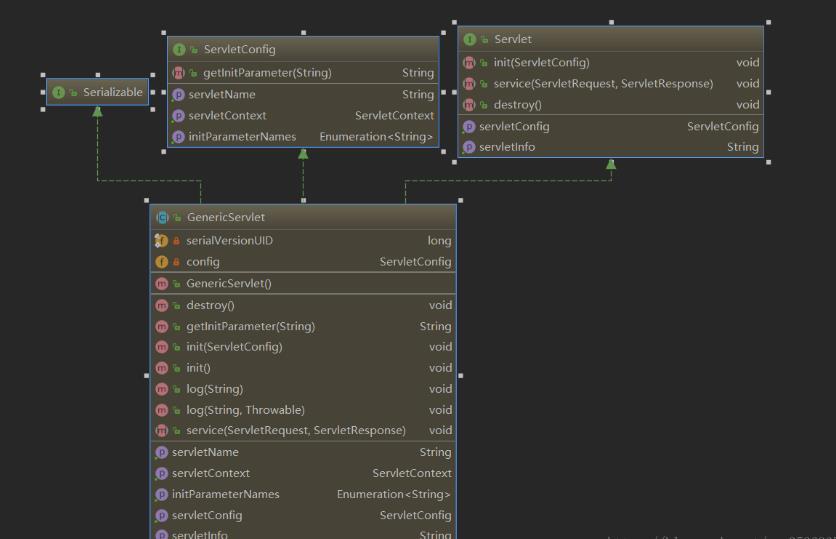 Serializable
ServletConfig
getInitParameter(String) String
servletName String
servletContext ServletContext
initParameterNames Enumeration<String>
Servlet
init(ServletConfig) void
service(ServletRequest, ServletResponse) void
destroy() void
servletConfig ServletConfig
servletInfo String
GenericServlet
serialVersionUID long
config ServletConfig
GenericServlet()
destroy() void
getInitParameter(String) String
init(ServletConfig) void
init() void
log(String) void
log(String, Throwable) void
service(ServletRequest, ServletResponse) void
servletName String
servletContext ServletContext
initParameterNames Enumeration<String>
servletConfig ServletConfig
servletInfo String